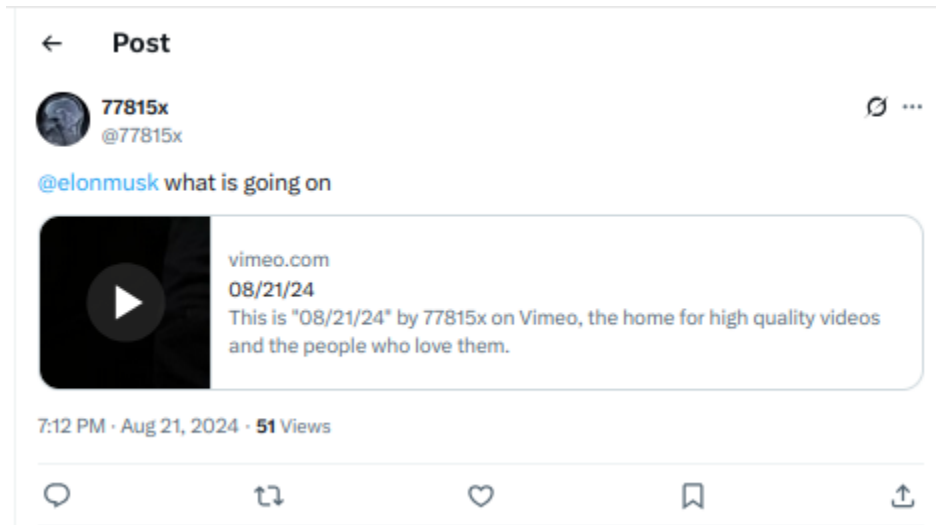 Post
77815x
@77815x
@elonmusk what is going on
vimeo.com
08/21/24
This is "08/21/24" by 77815x on Vimeo, the home for high quality videos
and the people who love them.
7:12 PM · Aug 21, 2024 · 51 Views